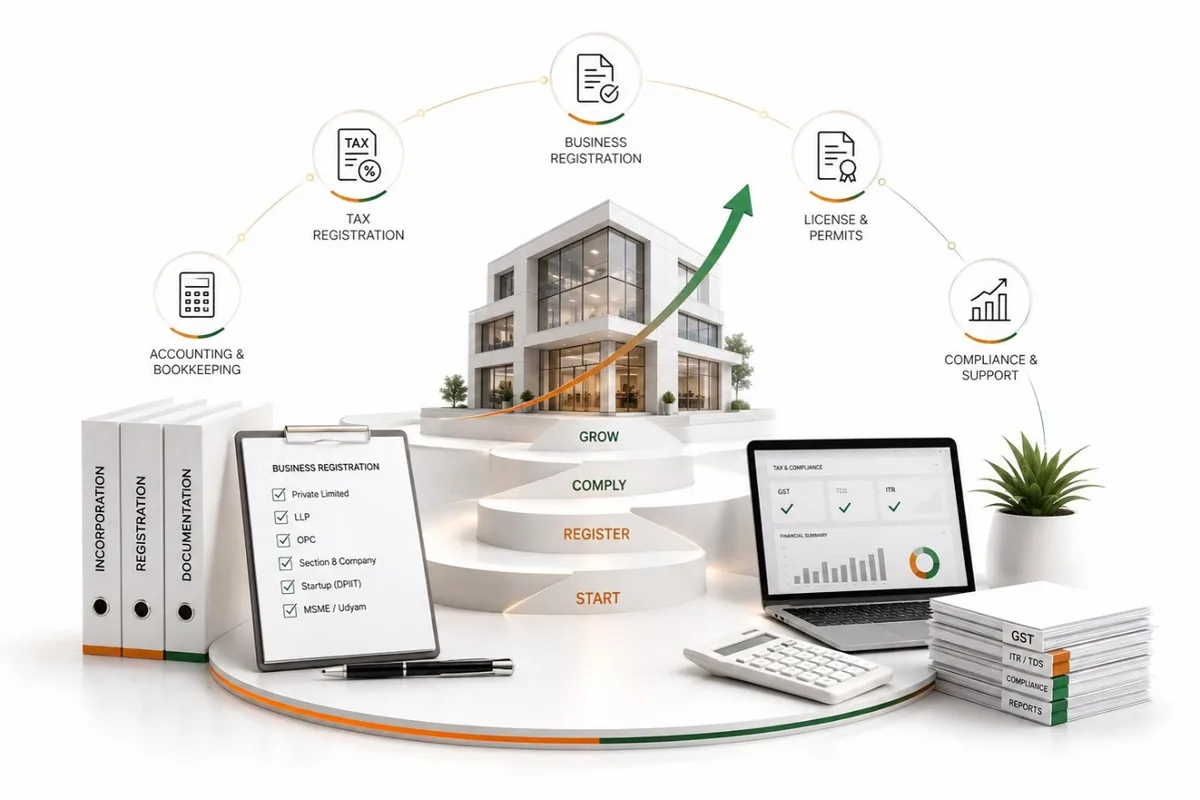 BUSINESS
REGISTRATION
TAX
%
TAX
REGISTRATION
LICENSE &
PERMITS
ACCOUNTING &
BOOKKEEPING
COMPLIANCE &
SUPPORT
GROW
COMPLY
REGISTER
START
INCORPORATION
REGISTRATION
DOCUMENTATION
BUSINESS REGISTRATION
Private Limited
LLP
OPC
Section 8 Company
Startup (DPIIT)
MSME / Udyam
TAX & COMPLIANCE
GST
TDS
ITR
FINANCIAL SUMMARY
GST
ITR / TDS
COMPLIANCE
REPORTS